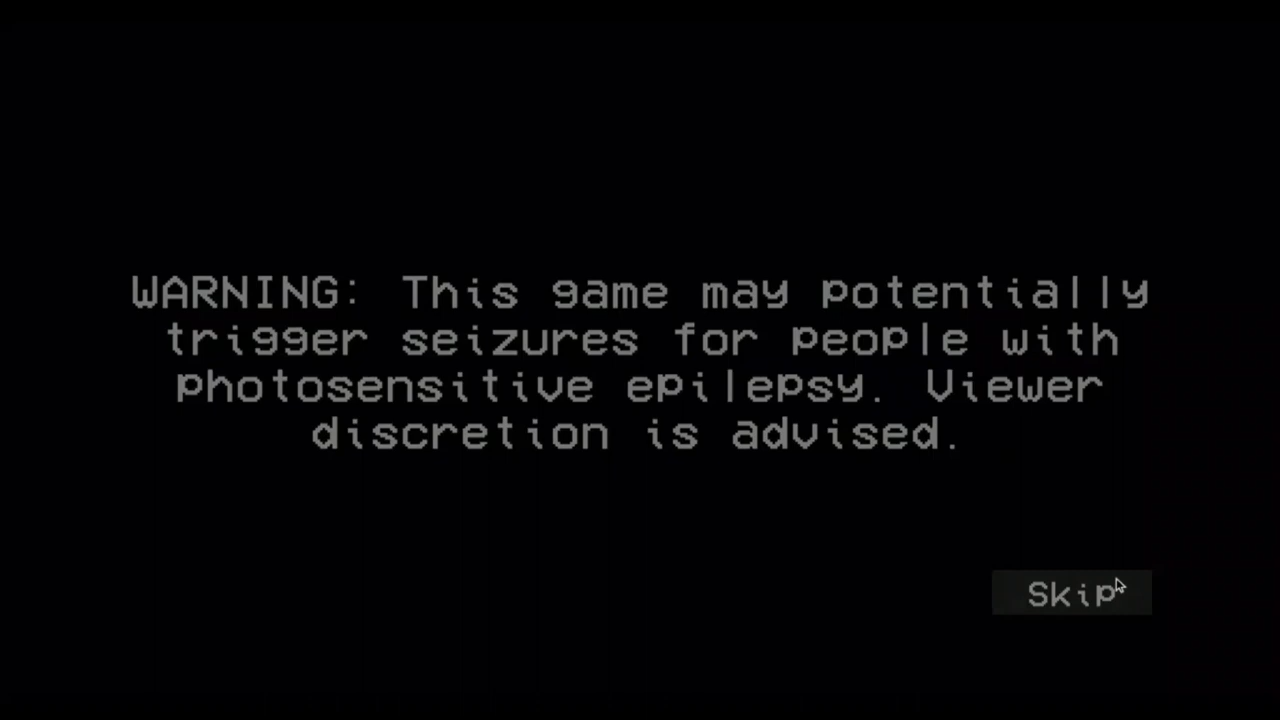 WARNING: This game may potentially
trigger seizures for people with
photosensitive epilepsy. Viewer
discretion is advised.
Skip